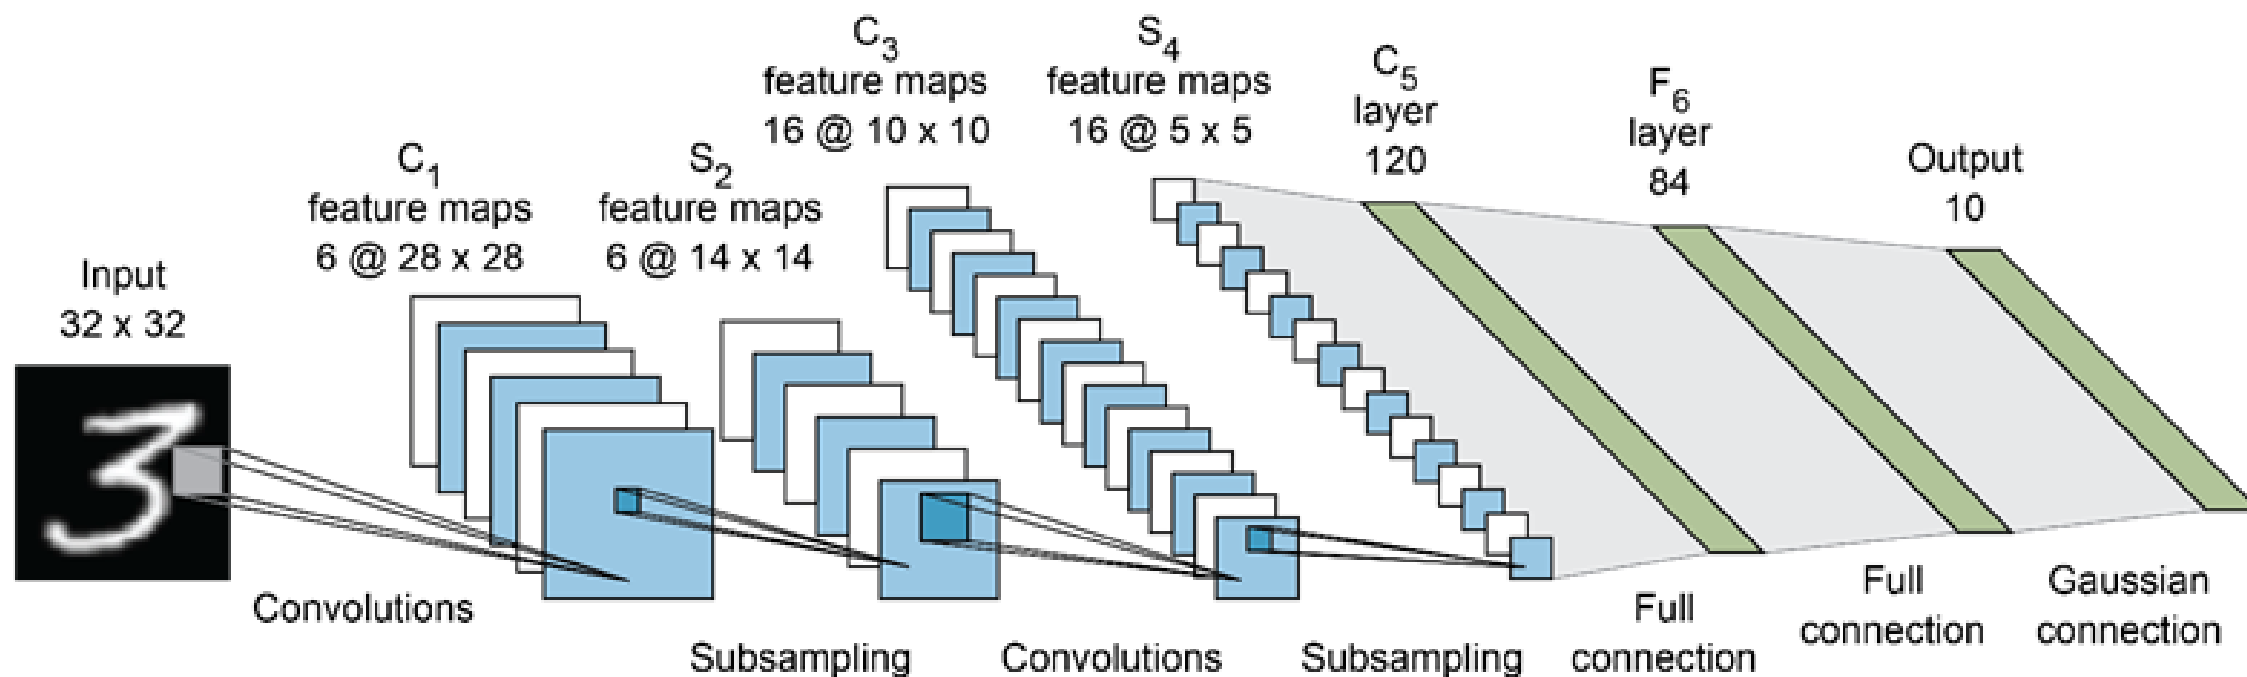 Input
32 x 32
C1
feature maps
6 @ 28 x 28
S2
feature maps
6 @ 14 x 14
C3
feature maps
16 @ 10 x 10
S4
feature maps
16 @ 5 x 5
C5
layer
120
F6
layer
84
Output
10
3
Convolutions
Subsampling
Convolutions
Subsampling
Full
connection
Full
connection
Gaussian
connection